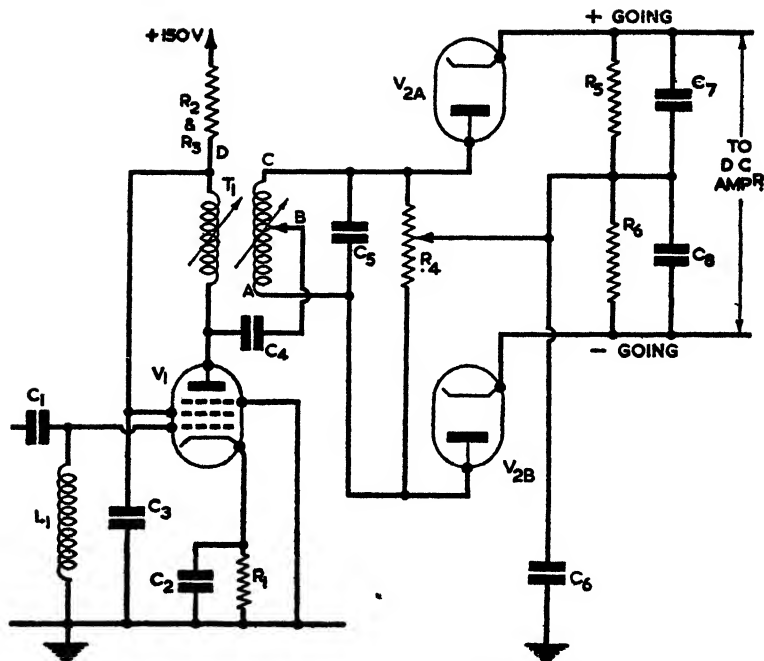 + GOING
+150V
V2A
R2
&
R3
R5
C7
D
C
TO
D C
AMPR.
T1
B
C5
R4
R6
C8
A
C4
- GOING
V1
C1
V2B
L1
C3
C2
R1
C6